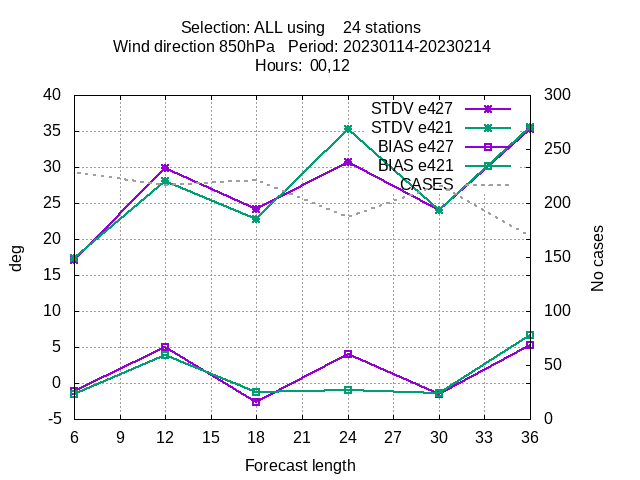 Selection: ALL using    24 stations
Wind direction 850hPa   Period: 20230114-20230214
Hours:  00,12
STDV e427
STDV e421
BIAS e427
BIAS e421
CASES
40
35
30
25
20
15
10
5
0
-5
deg
300
250
200
150
100
50
0
No cases
6 9 12 15 18 21 24 27 30 33 36
Forecast length